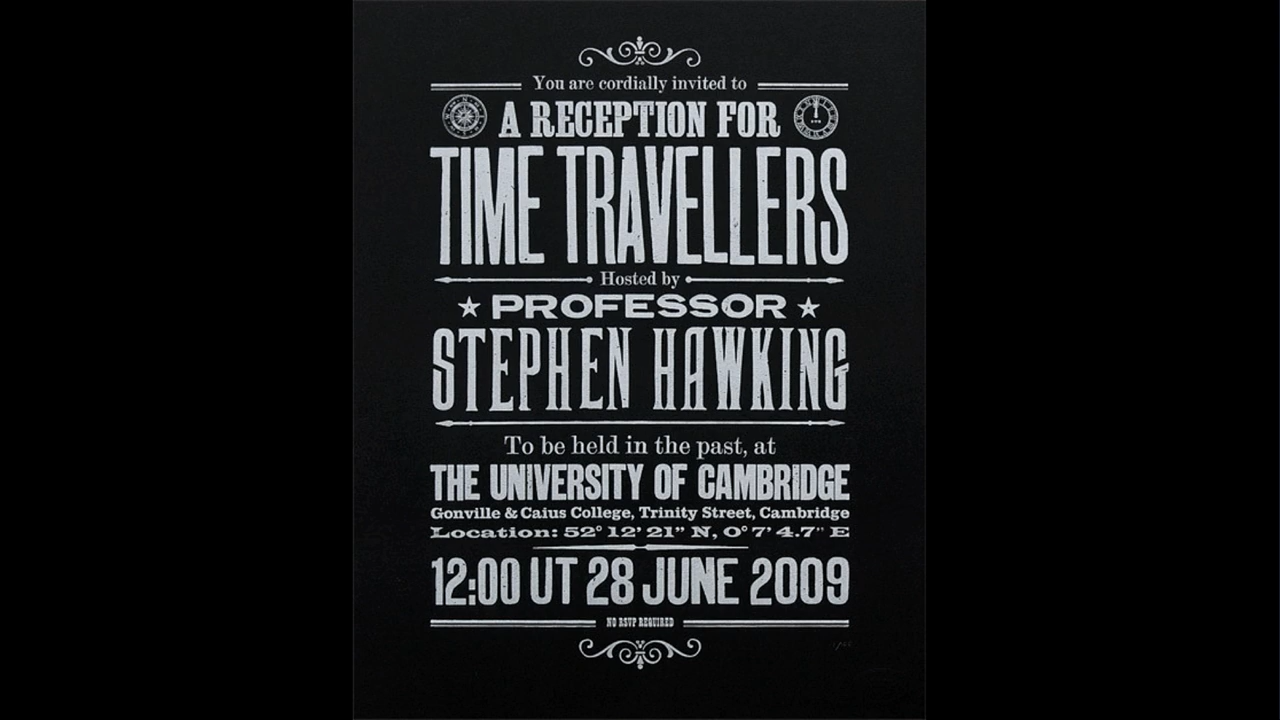 You are cordially invited to
A RECEPTION FOR
TIME TRAVELLERS
Hosted by
PROFESSOR
STEPHEN HAWKING
To be held in the past, at
THE UNIVERSITY OF CAMBRIDGE
Gonville & Caius College, Trinity Street, Cambridge
Location: 52° 12' 21" N, 0° 7' 4.7" E
12:00 UT 28 JUNE 2009
NO RSVP REQUIRED